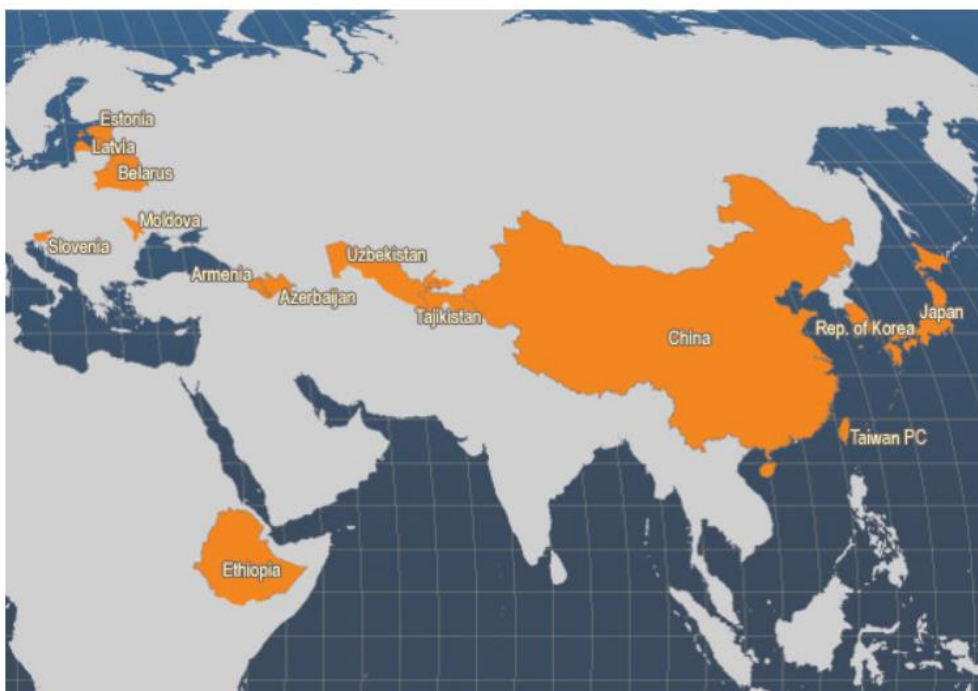 Estonia
Latvia
Belarus
Moldova
Slovenia
Uzbekistan
Armenia
Azerbaijan
Tajikistan
China
Rep. of Korea
Japan
Taiwan PC
Ethiopia